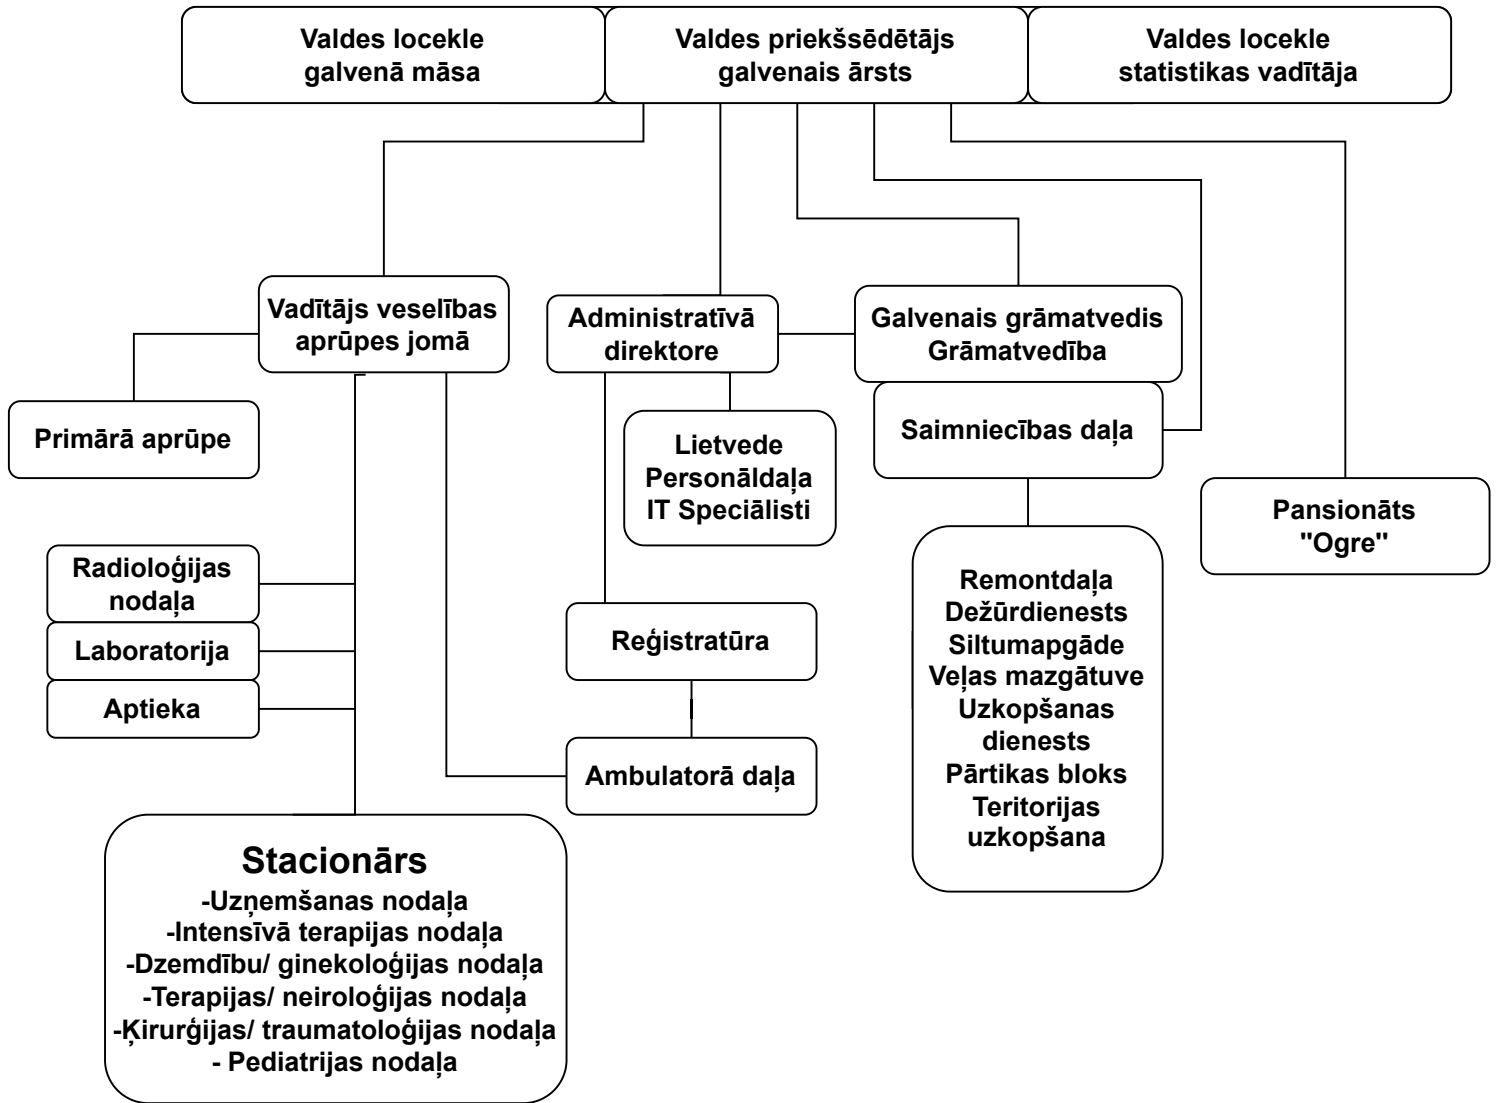 Valdes locekle
galvenā māsa
Valdes priekšsēdētājs
galvenais ārsts
Valdes locekle
statistikas vadītāja
Vadītājs veselības
aprūpes jomā
Administratīvā
direktore
Galvenais grāmatvedis
Grāmatvedība
Primārā aprūpe
Lietvede
Personāldaļa
IT Speciālisti
Saimniecības daļa
Pansionāts
"Ogre"
Radioloģijas
nodaļa
Laboratorija
Aptieka
Reģistratūra
Ambulatorā daļa
Remontdaļa
Dežūrdienests
Siltumapgāde
Veļas mazgātuve
Uzkopšanas
dienests
Pārtikas bloks
Teritorijas
uzkopšana
Stacionārs
-Uzņemšanas nodaļa
-Intensīvā terapijas nodaļa
-Dzemdību/ ginekoloģijas nodaļa
-Terapijas/ neiroloģijas nodaļa
-Ķirurģijas/ traumatoloģijas nodaļa
- Pediatrijas nodaļa